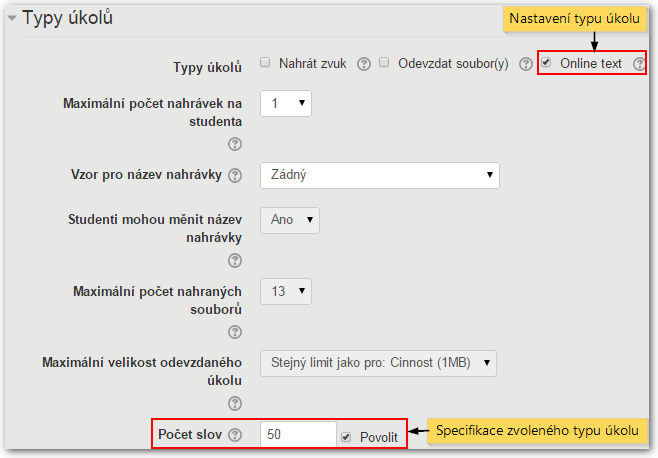 Typy úkolů
Nastavení typu úkolu
Typy úkolů Nahrát zvuk Odevzdat soubor(y) Online text
Maximální počet nahrávek na 1
studenta
Vzor pro název nahrávky Zádný
Studenti mohou měnit název Ano
nahrávky
Maximální počet nahraných 13
souborů
Maximální velikost odevzdaného Stejný limit jako pro: Cinnost (1MB)
úkolu
Počet slov 50 Povolit
Specifikace zvoleného typu úkolu